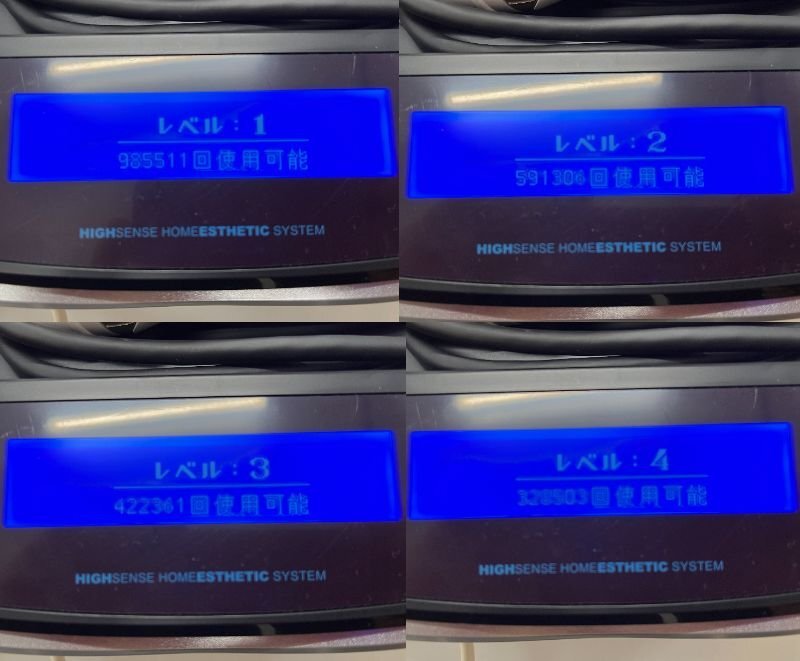 レベル：1
985511回使用可能
HIGHSENSE HOMEESTHETIC SYSTEM
レベル：2
591304回使用可能
HIGHSENSE HOMEESTHETIC SYSTEM
レベル：3
422361回使用可能
HIGHSENSE HOMEESTHETIC SYSTEM
レベル：4
328503回使用可能
HIGHSENSE HOMEESTHETIC SYSTEM